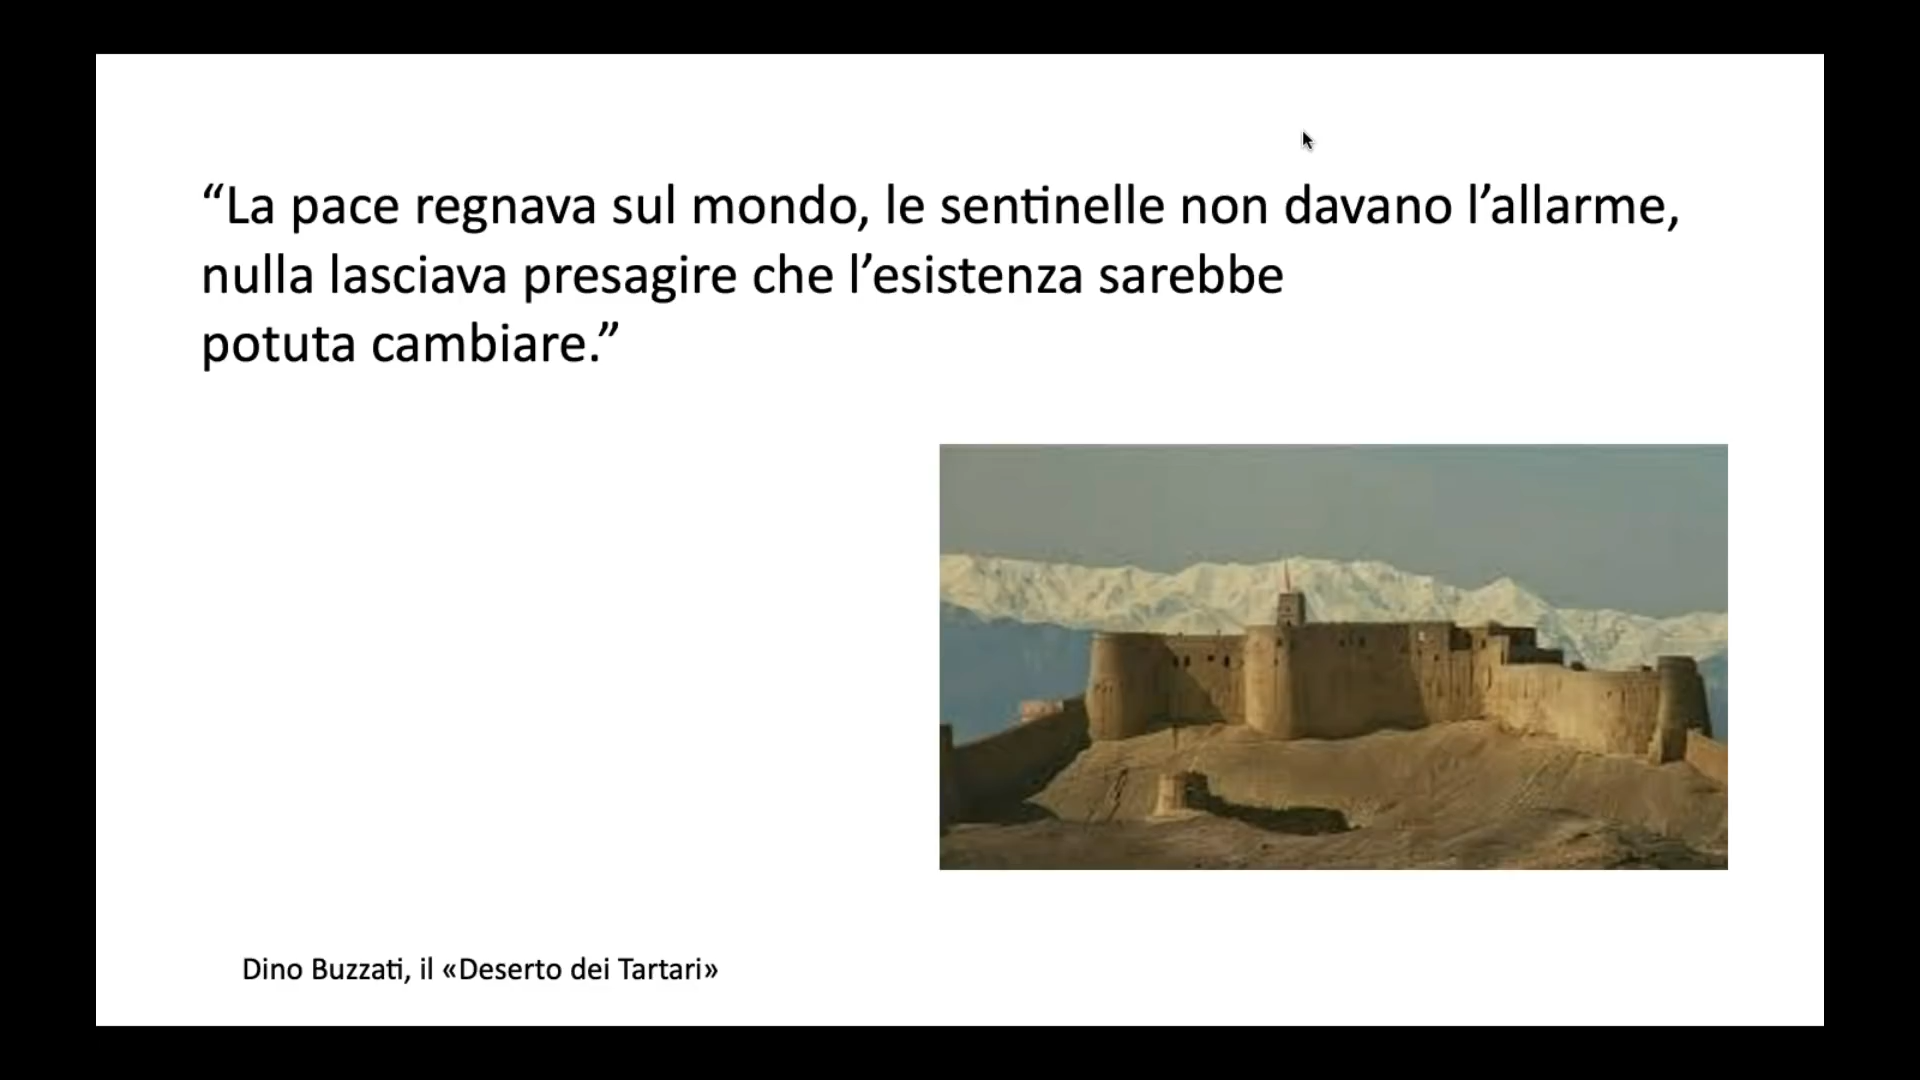 “La pace regnava sul mondo, le sentinelle non davano l’allarme,
nulla lasciava presagire che l’esistenza sarebbe
potuta cambiare.”
Dino Buzzati, il «Deserto dei Tartari»